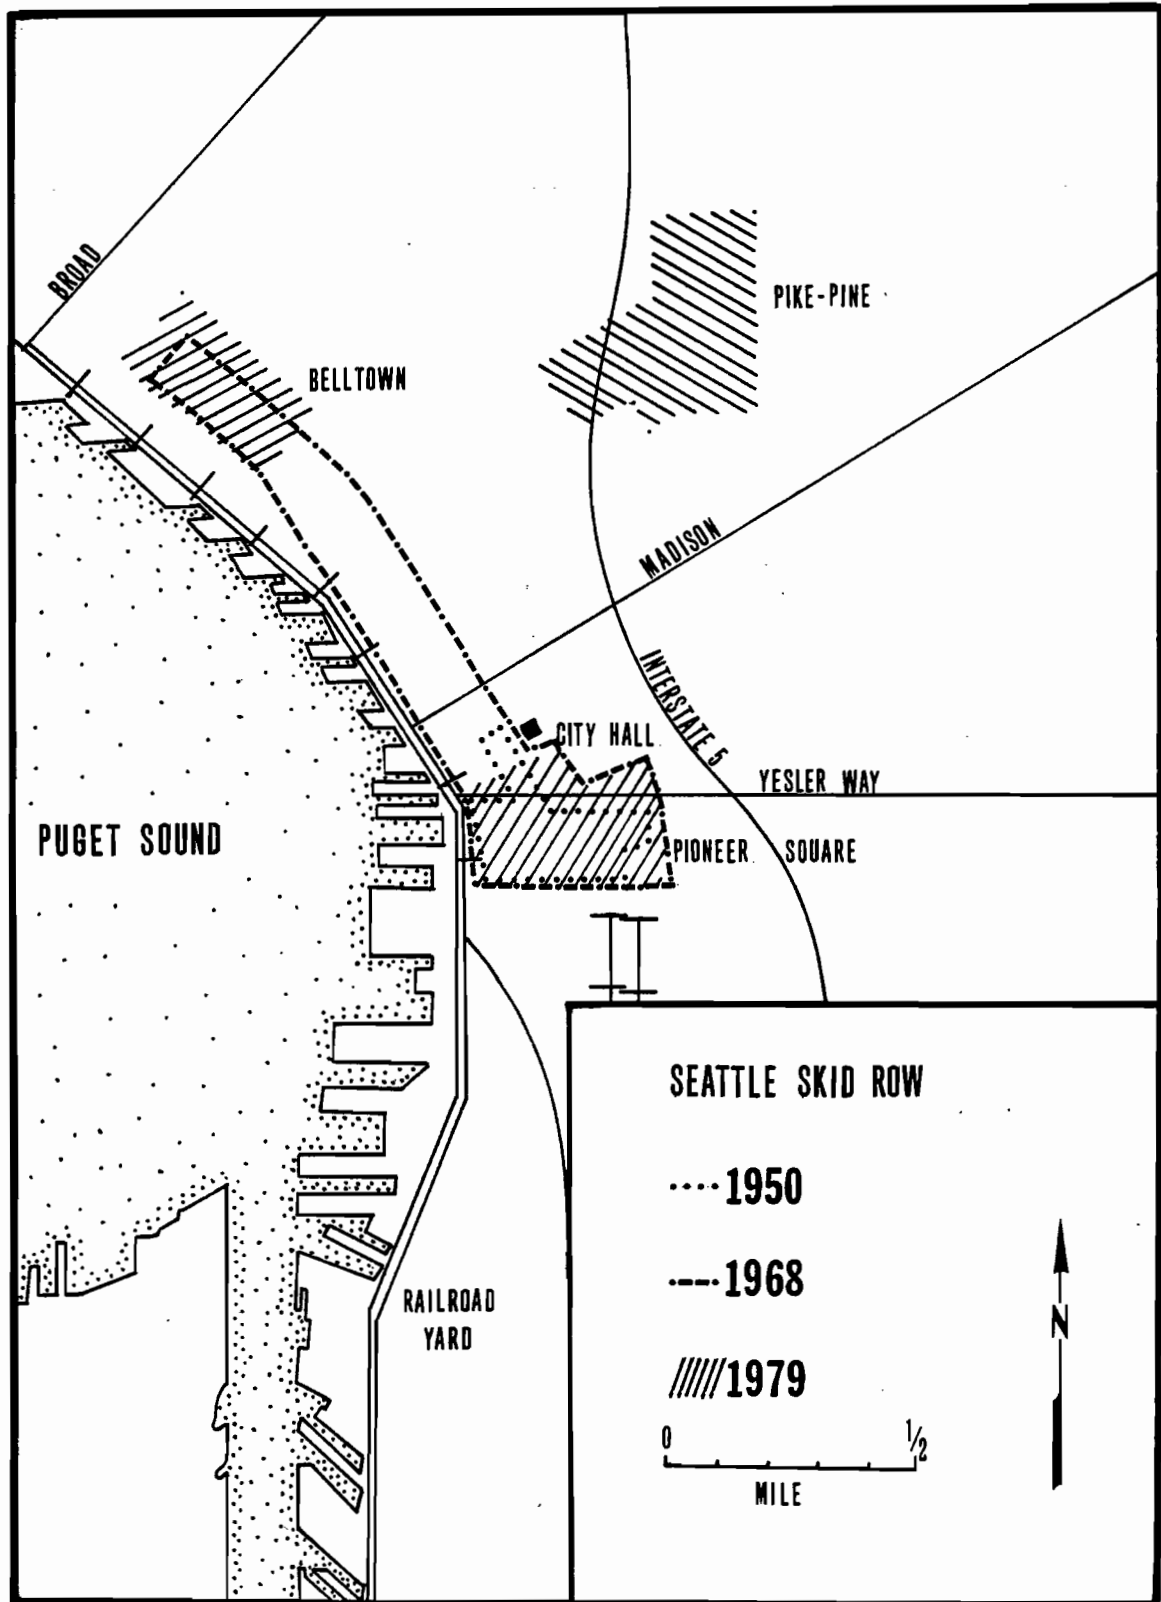 BROAD
PIKE-PINE
BELLTOWN
MADISON
INTERSTATE 5
CITY HALL
YESLER WAY
PUGET SOUND
PIONEER SQUARE
SEATTLE SKID ROW
1950
1968
RAILROAD
YARD
N
1979
0 1/2
MILE